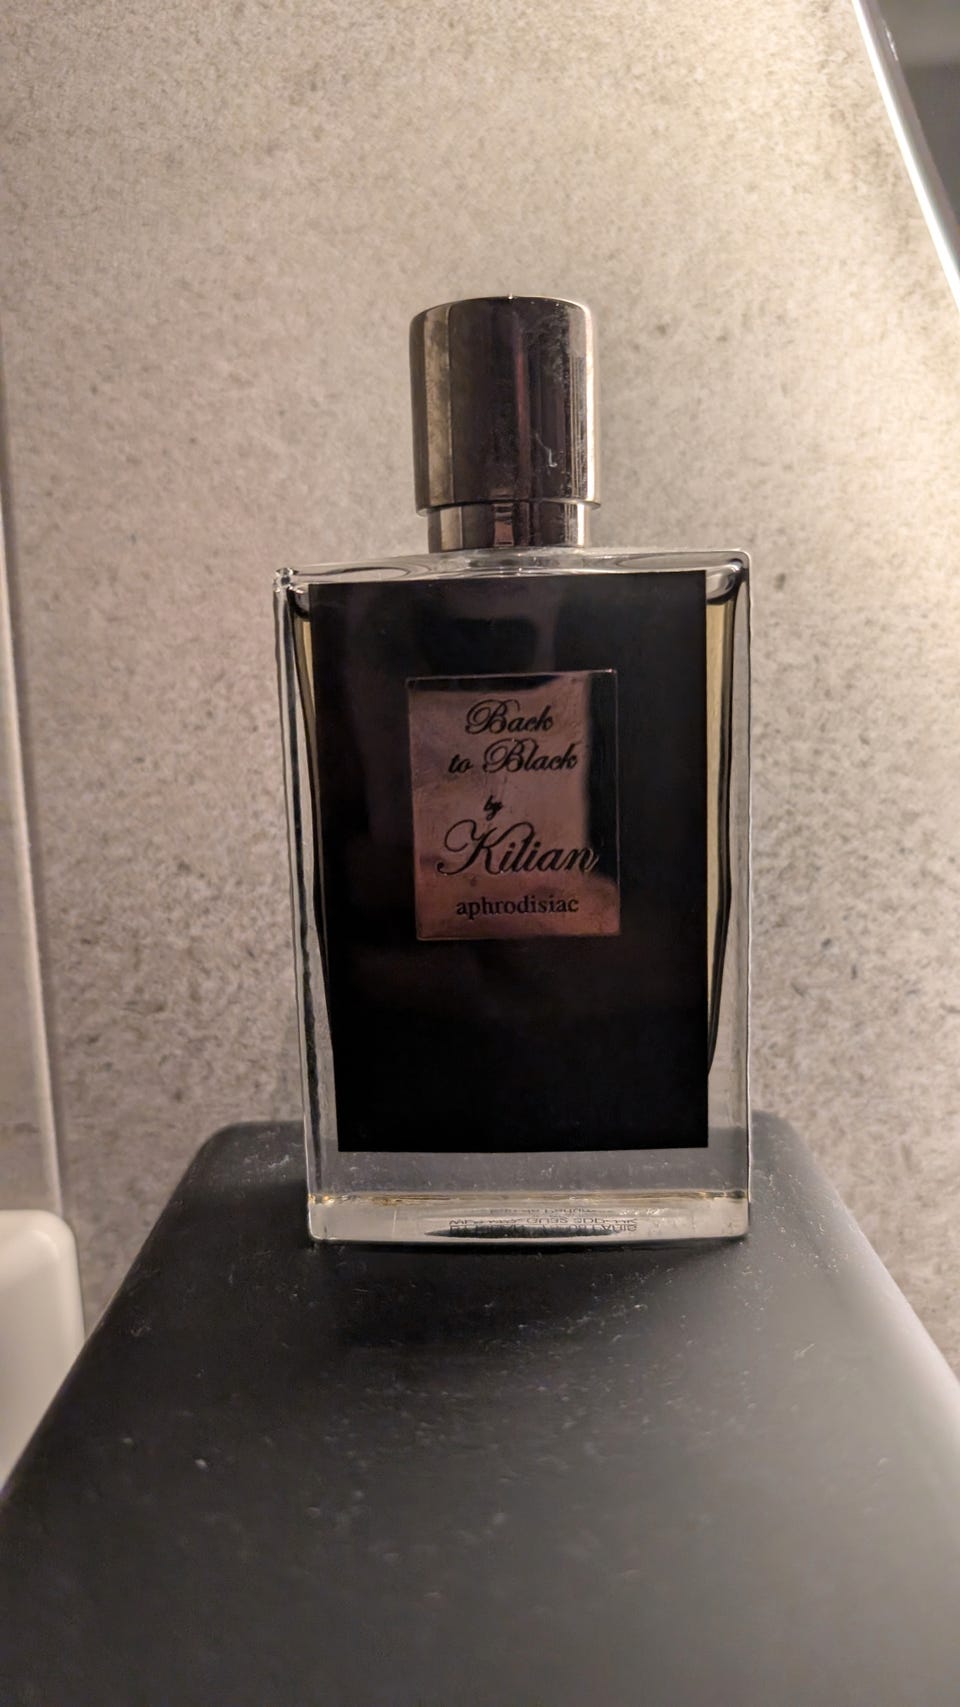 Back
to Black
by
Kilian
aphrodisiac